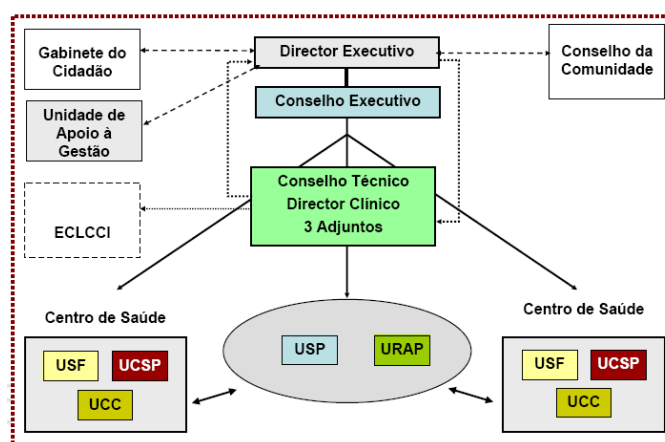 Gabinete do
Cidadão
Director Executivo
Conselho da
Comunidade
Conselho Executivo
Unidade de
Apoio à
Gestão
Conselho Técnico
Director Clínico
3 Adjuntos
ECLCCI
Centro de Saúde
USF
UCSP
UCC
USP
URAP
Centro de Saúde
USF
UCSP
UCC